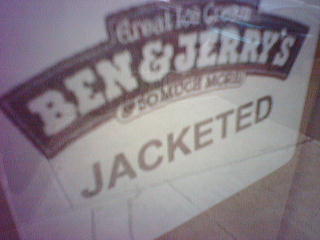 Great Ice Cream
BEN & JERRY'S
& SO MUCH MORE!
JACKETED